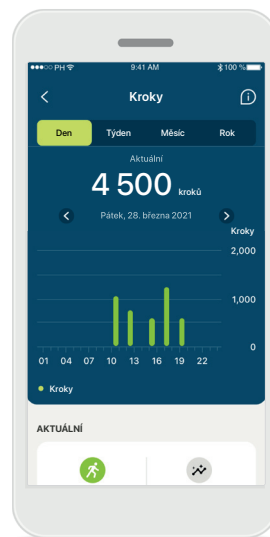 PH 9:41 AM 100 %
Kroky
Den Týden Měsíc Rok
Aktuální
4 500 kroků
Pátek, 28. března 2021
Kroky
2,000
1,000
0
01 04 07 10 13 16 19 22
Kroky
AKTUÁLNÍ